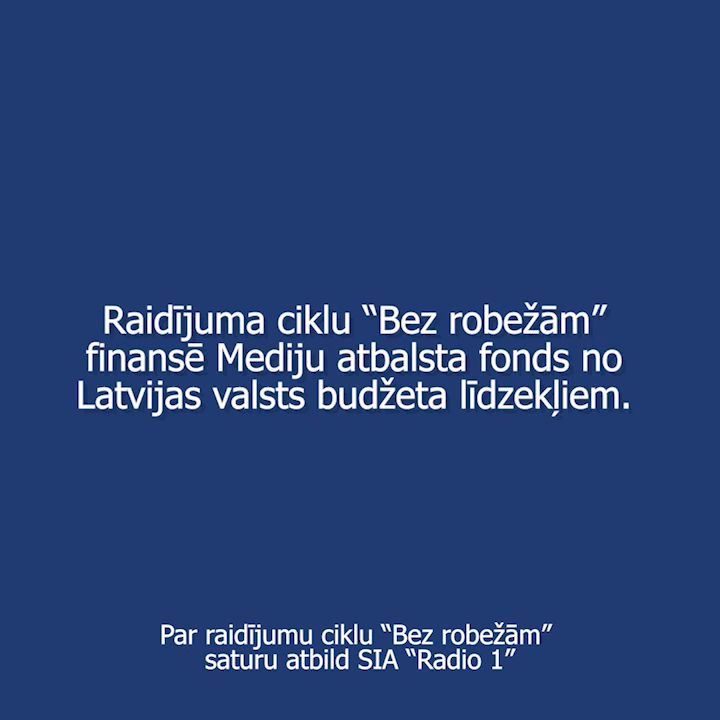 Raidījuma ciklu “Bez robežām”
finansē Mediju atbalsta fonds no
Latvijas valsts budžeta līdzekļiem.
Par raidījumu ciklu “Bez robežām”
saturu atbild SIA “Radio 1”